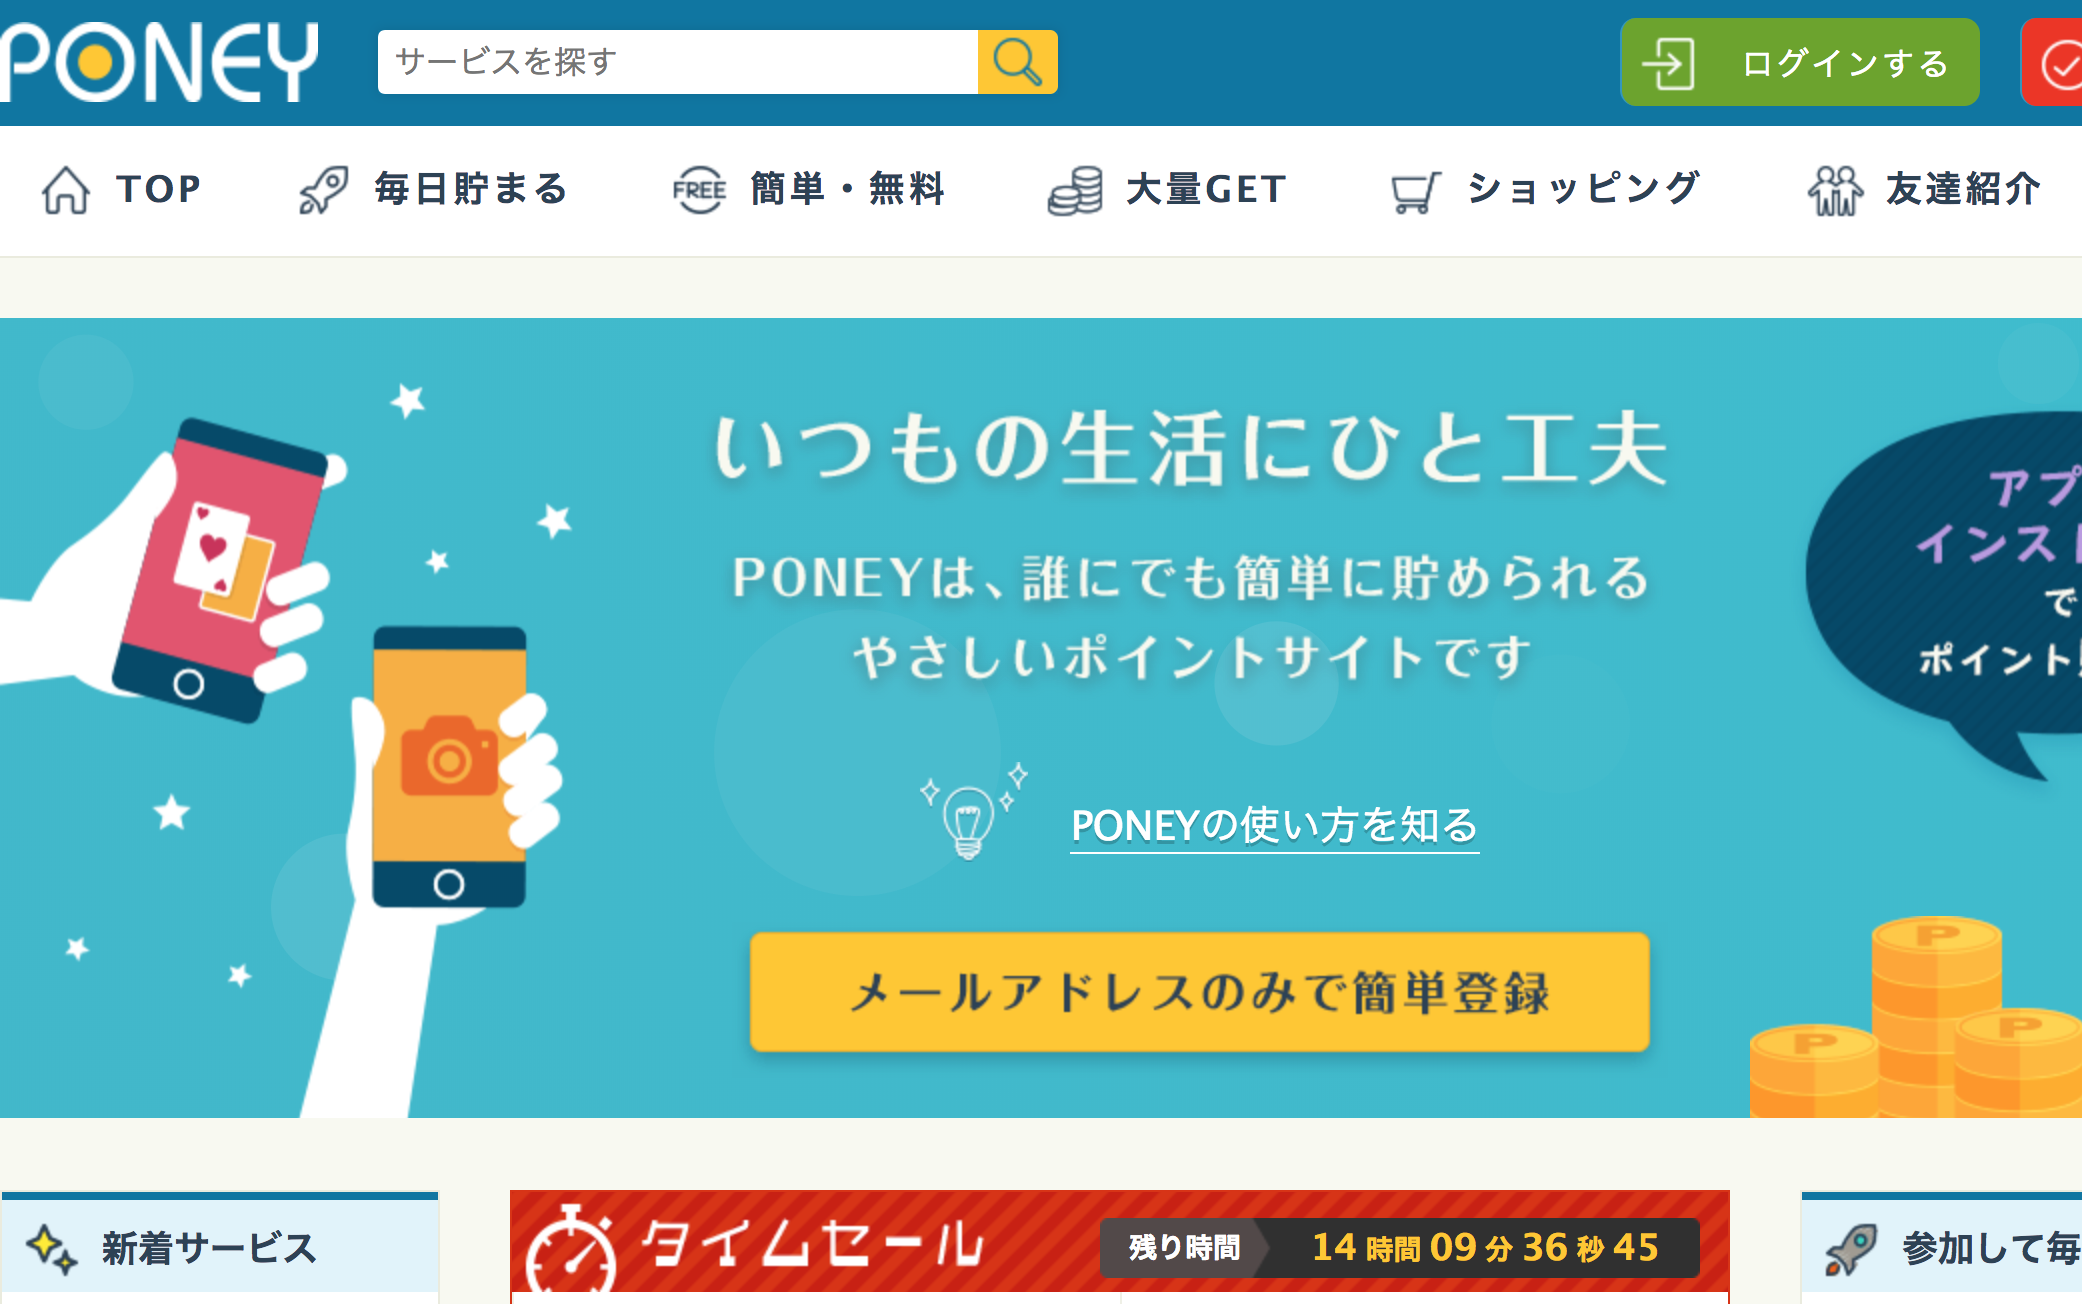 PONEY
サービスを探す
ログインする
TOP
毎日貯まる
FREE
簡単・無料
大量GET
ショッピング
友達紹介
いつもの生活にひと工夫
PONEYは、誰にでも簡単に貯められる
やさしいポイントサイトです
PONEYの使い方を知る
メールアドレスのみで簡単登録
アプ
インスト
で
ポイント
P
P
P
新着サービス
タイムセール
残り時間 14 時間 09 分 36 秒 45
参加して毎